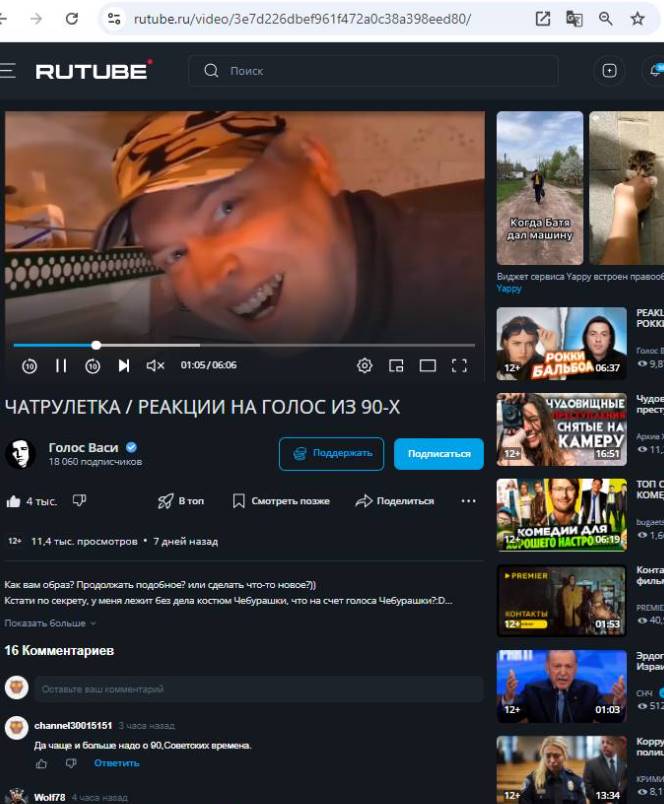 rutube.ru/video/3e7d226dbef961f472a0c38a398eed80/
RUTUBE
Поиск
10
10
01:05/06:06
ЧАТРУЛЕТКА / РЕАКЦИИ НА ГОЛОС ИЗ 90-Х
Голос Васи
18 060 подписчиков
Поддержать
Подписаться
4 тыс.
В топ
Смотреть позже
Поделиться
12+ 11,4 тыс. просмотров • 7 дней назад
Как вам образ? Продолжать подобное? или сделать что-то новое?))
Кстати по секрету, у меня лежит без дела костюм Чебурашки, что на счет голоса Чебурашки?:D...
Показать больше
16 Комментариев
Оставьте ваш комментарий
channel30015151 3 часа назад
Да чаще и больше надо о 90,Советских времена.
Ответить
Wolf78 4 часа назад
Когда Батя
дал машину
Виджет сервиса Yappy встроен
Yappy
РОККИ
БАЛЬБОА
12+
06:37
Голос
9,8
ЧУДОВИЩНЫЕ
ПРЕСТУПЛЕНИЯ
СНЯТЫЕ НА
КАМЕРУ
12+
16:51
Чудов
прест
Архив
11,
КОМЕДИИ ДЛЯ
ХОРОШЕГО НАСТРО
12+
06:19
ТОП
КОМЕ
bugaets
1,6
PREMIER
КОНТАКТЫ
12+
01:53
Конта
фильм
PREMIE
40,
12+
01:03
Эрдог
Израи
СНЧ
512
12+
13:34
Корру
полиц
КРИМИ
8,1